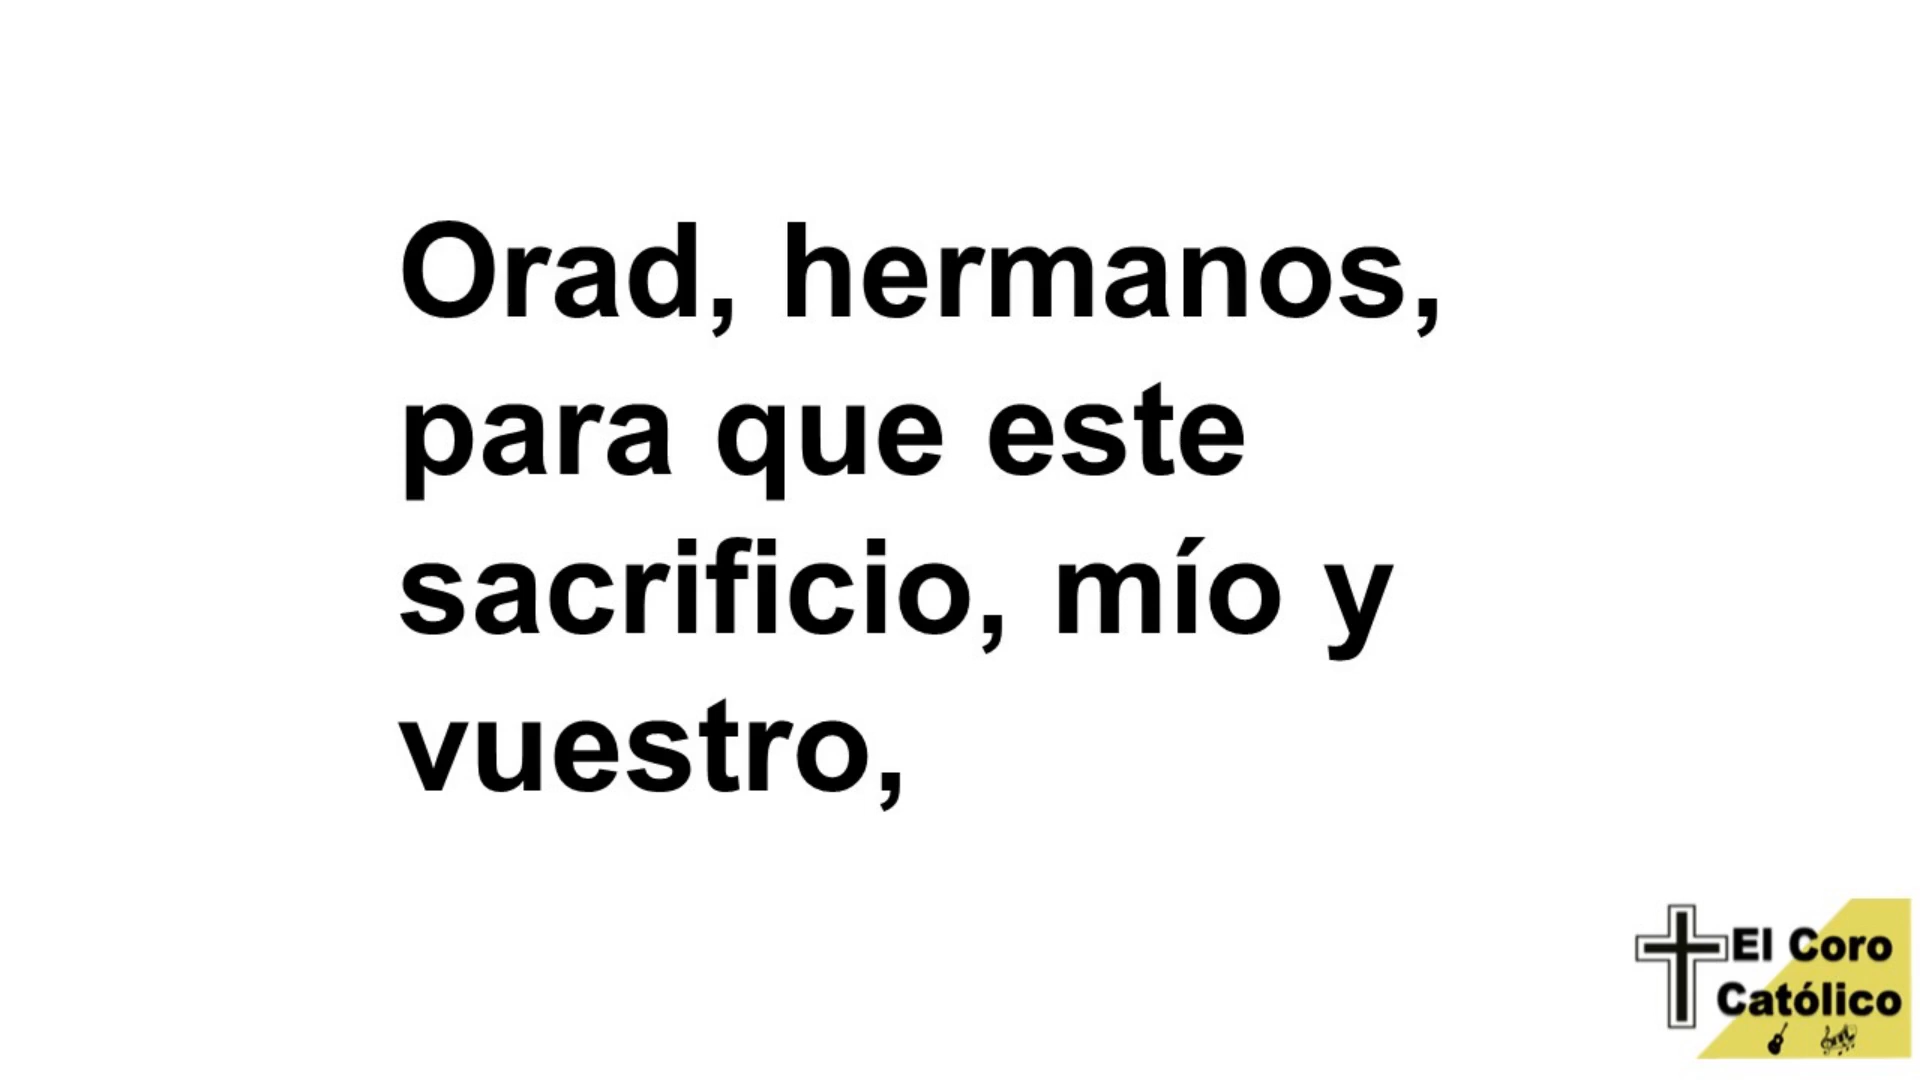 Orad, hermanos,
para que este
sacrificio, mío y
vuestro,
El Coro
Católico